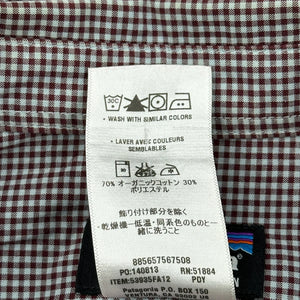 30C
• WASH WITH SIMILAR COLORS
• LAVER AVEC COULEURS
SEMBLABLES
70% オーガニックコットン 30%
ポリエステル
飾り付け部分を除く
・乾燥機ー低温・同系色のものと一
緒に洗うこと
885657567508
PO:140813 RN:51884
ITEM:53935FA12 PDY
Patagonia P.O. BOX 150
VENTURA, CA 93002 US